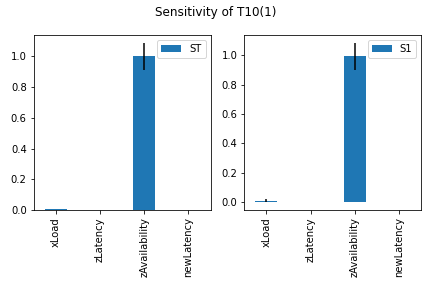 Sensitivity of T10(1)
ST
1.0
0.8
0.6
0.4
0.2
0.0
xLoad
zLatency
zAvailability
newLatency
S1
1.0
0.8
0.6
0.4
0.2
0.0
xLoad
zLatency
zAvailability
newLatency